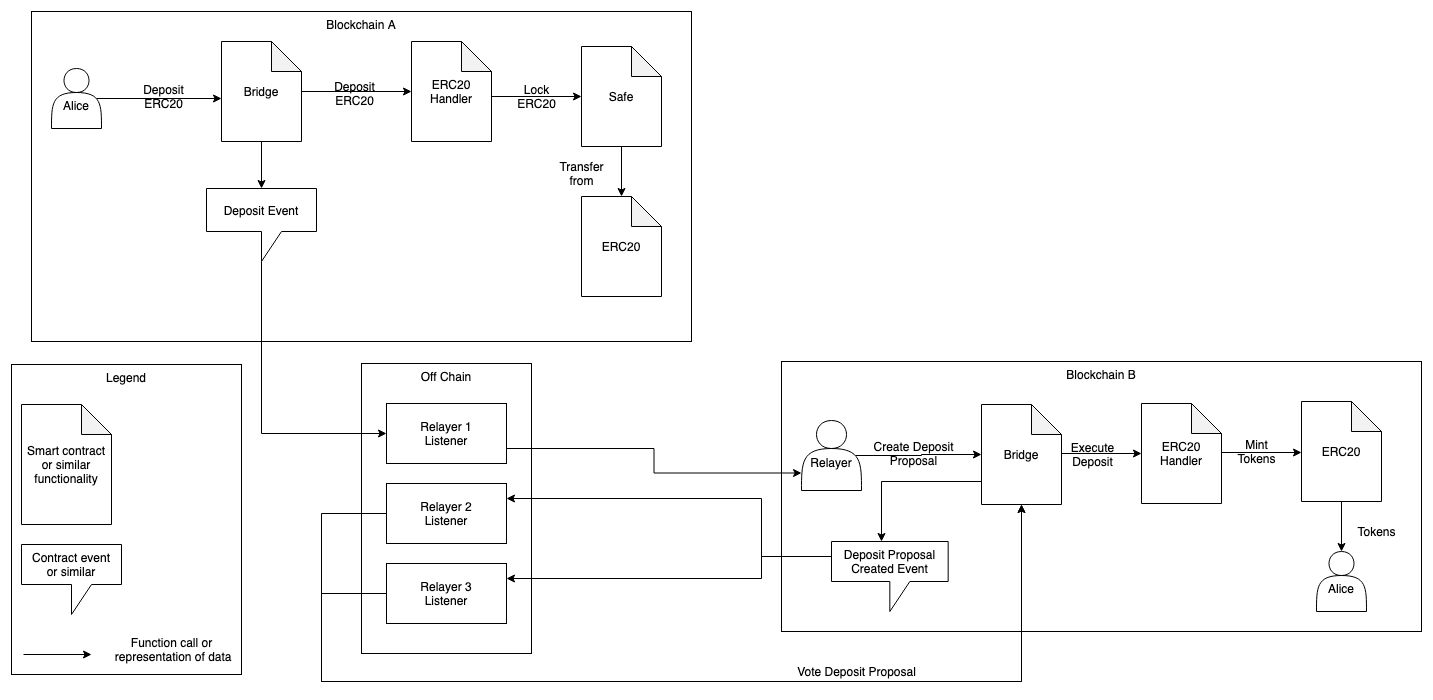 Blockchain A
Alice
Deposit
ERC20
Bridge
Deposit
ERC20
ERC20
Handler
Lock
ERC20
Safe
Transfer
from
ERC20
Deposit Event
Legend
Smart contract
or similar
functionality
Contract event
or similar
Function call or
representation of data
Off Chain
Relayer 1
Listener
Relayer 2
Listener
Relayer 3
Listener
Blockchain B
Relayer
Create Deposit
Proposal
Bridge
Execute
Deposit
ERC20
Handler
Mint
Tokens
ERC20
Tokens
Alice
Deposit Proposal
Created Event
Vote Deposit Proposal